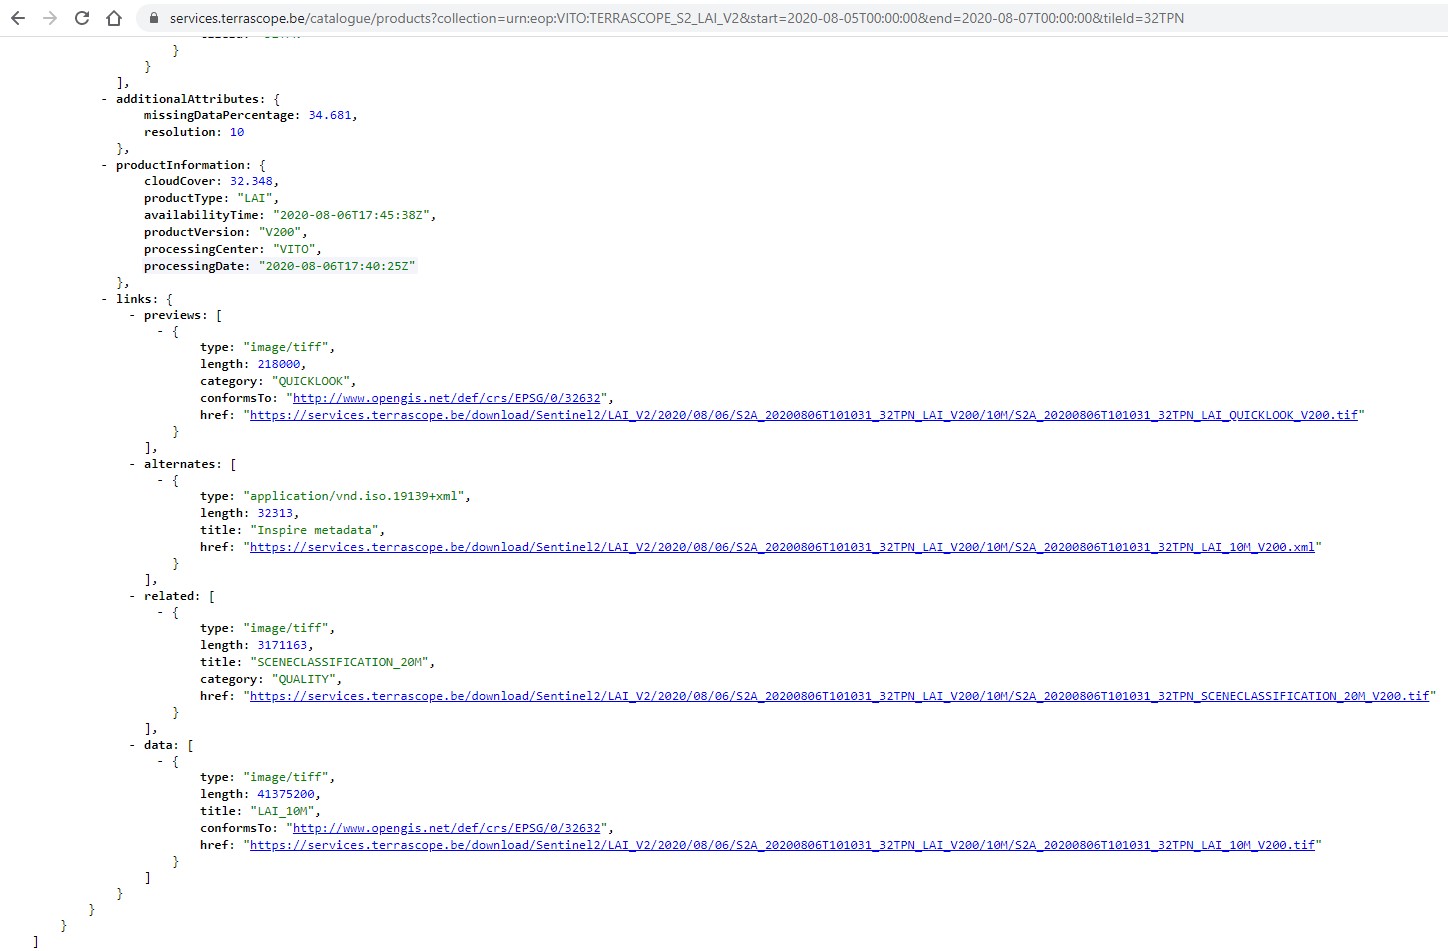 services.terrascope.be/catalogue/products?collection=urn:eop:VITO:TERRASCOPE_S2_LAI_V2&start=2020-08-05T00:00:00&end=2020-08-07T00:00:00&tileId=32TPN
}
}
],
- additionalAttributes: {
missingDataPercentage: 34.681,
resolution: 10
},
- productInformation: {
cloudCover: 32.348,
productType: "LAI",
availabilityTime: "2020-08-06T17:45:38Z",
productVersion: "V200",
processingCenter: "VITO",
processingDate: "2020-08-06T17:40:25Z"
},
- links: {
- previews: [
- {
type: "image/tiff",
length: 218000,
category: "QUICKLOOK",
conformsTo: "http://www.opengis.net/def/crs/EPSG/0/32632",
href: "https://services.terrascope.be/download/Sentinel2/LAI_V2/2020/08/06/S2A_20200806T101031_32TPN_LAI_V200/10M/S2A_20200806T101031_32TPN_LAI_QUICKLOOK_V200.tif"
}
],
- alternates: [
- {
type: "application/vnd.iso.19139+xml",
length: 32313,
title: "Inspire metadata",
href: "https://services.terrascope.be/download/Sentinel2/LAI_V2/2020/08/06/S2A_20200806T101031_32TPN_LAI_V200/10M/S2A_20200806T101031_32TPN_LAI_10M_V200.xml"
}
],
- related: [
- {
type: "image/tiff",
length: 3171163,
title: "SCENECLASSIFICATION_20M",
category: "QUALITY",
href: "https://services.terrascope.be/download/Sentinel2/LAI_V2/2020/08/06/S2A_20200806T101031_32TPN_LAI_V200/10M/S2A_20200806T101031_32TPN_SCENECLASSIFICATION_20M_V200.tif"
}
],
- data: [
- {
type: "image/tiff",
length: 41375200,
title: "LAI_10M",
conformsTo: "http://www.opengis.net/def/crs/EPSG/0/32632",
href: "https://services.terrascope.be/download/Sentinel2/LAI_V2/2020/08/06/S2A_20200806T101031_32TPN_LAI_V200/10M/S2A_20200806T101031_32TPN_LAI_10M_V200.tif"
}
]
}
}
}
]